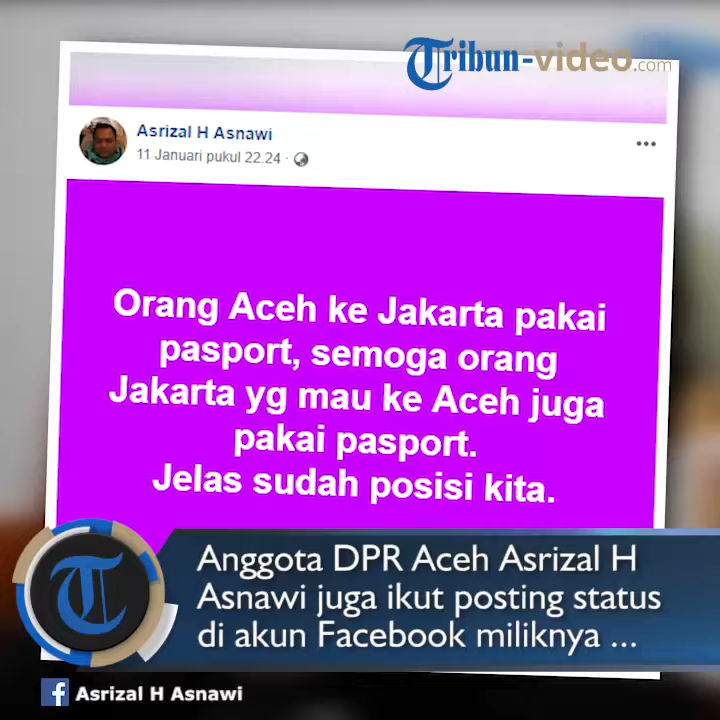 Tribun-video.com
Asrizal H Asnawi
11 Januari pukul 22.24 ·
Orang Aceh ke Jakarta pakai
pasport, semoga orang
Jakarta yg mau ke Aceh juga
pakai pasport.
Jelas sudah posisi kita.
T
Anggota DPR Aceh Asrizal H
Asnawi juga ikut posting status
di akun Facebook miliknya ...
f Asrizal H Asnawi